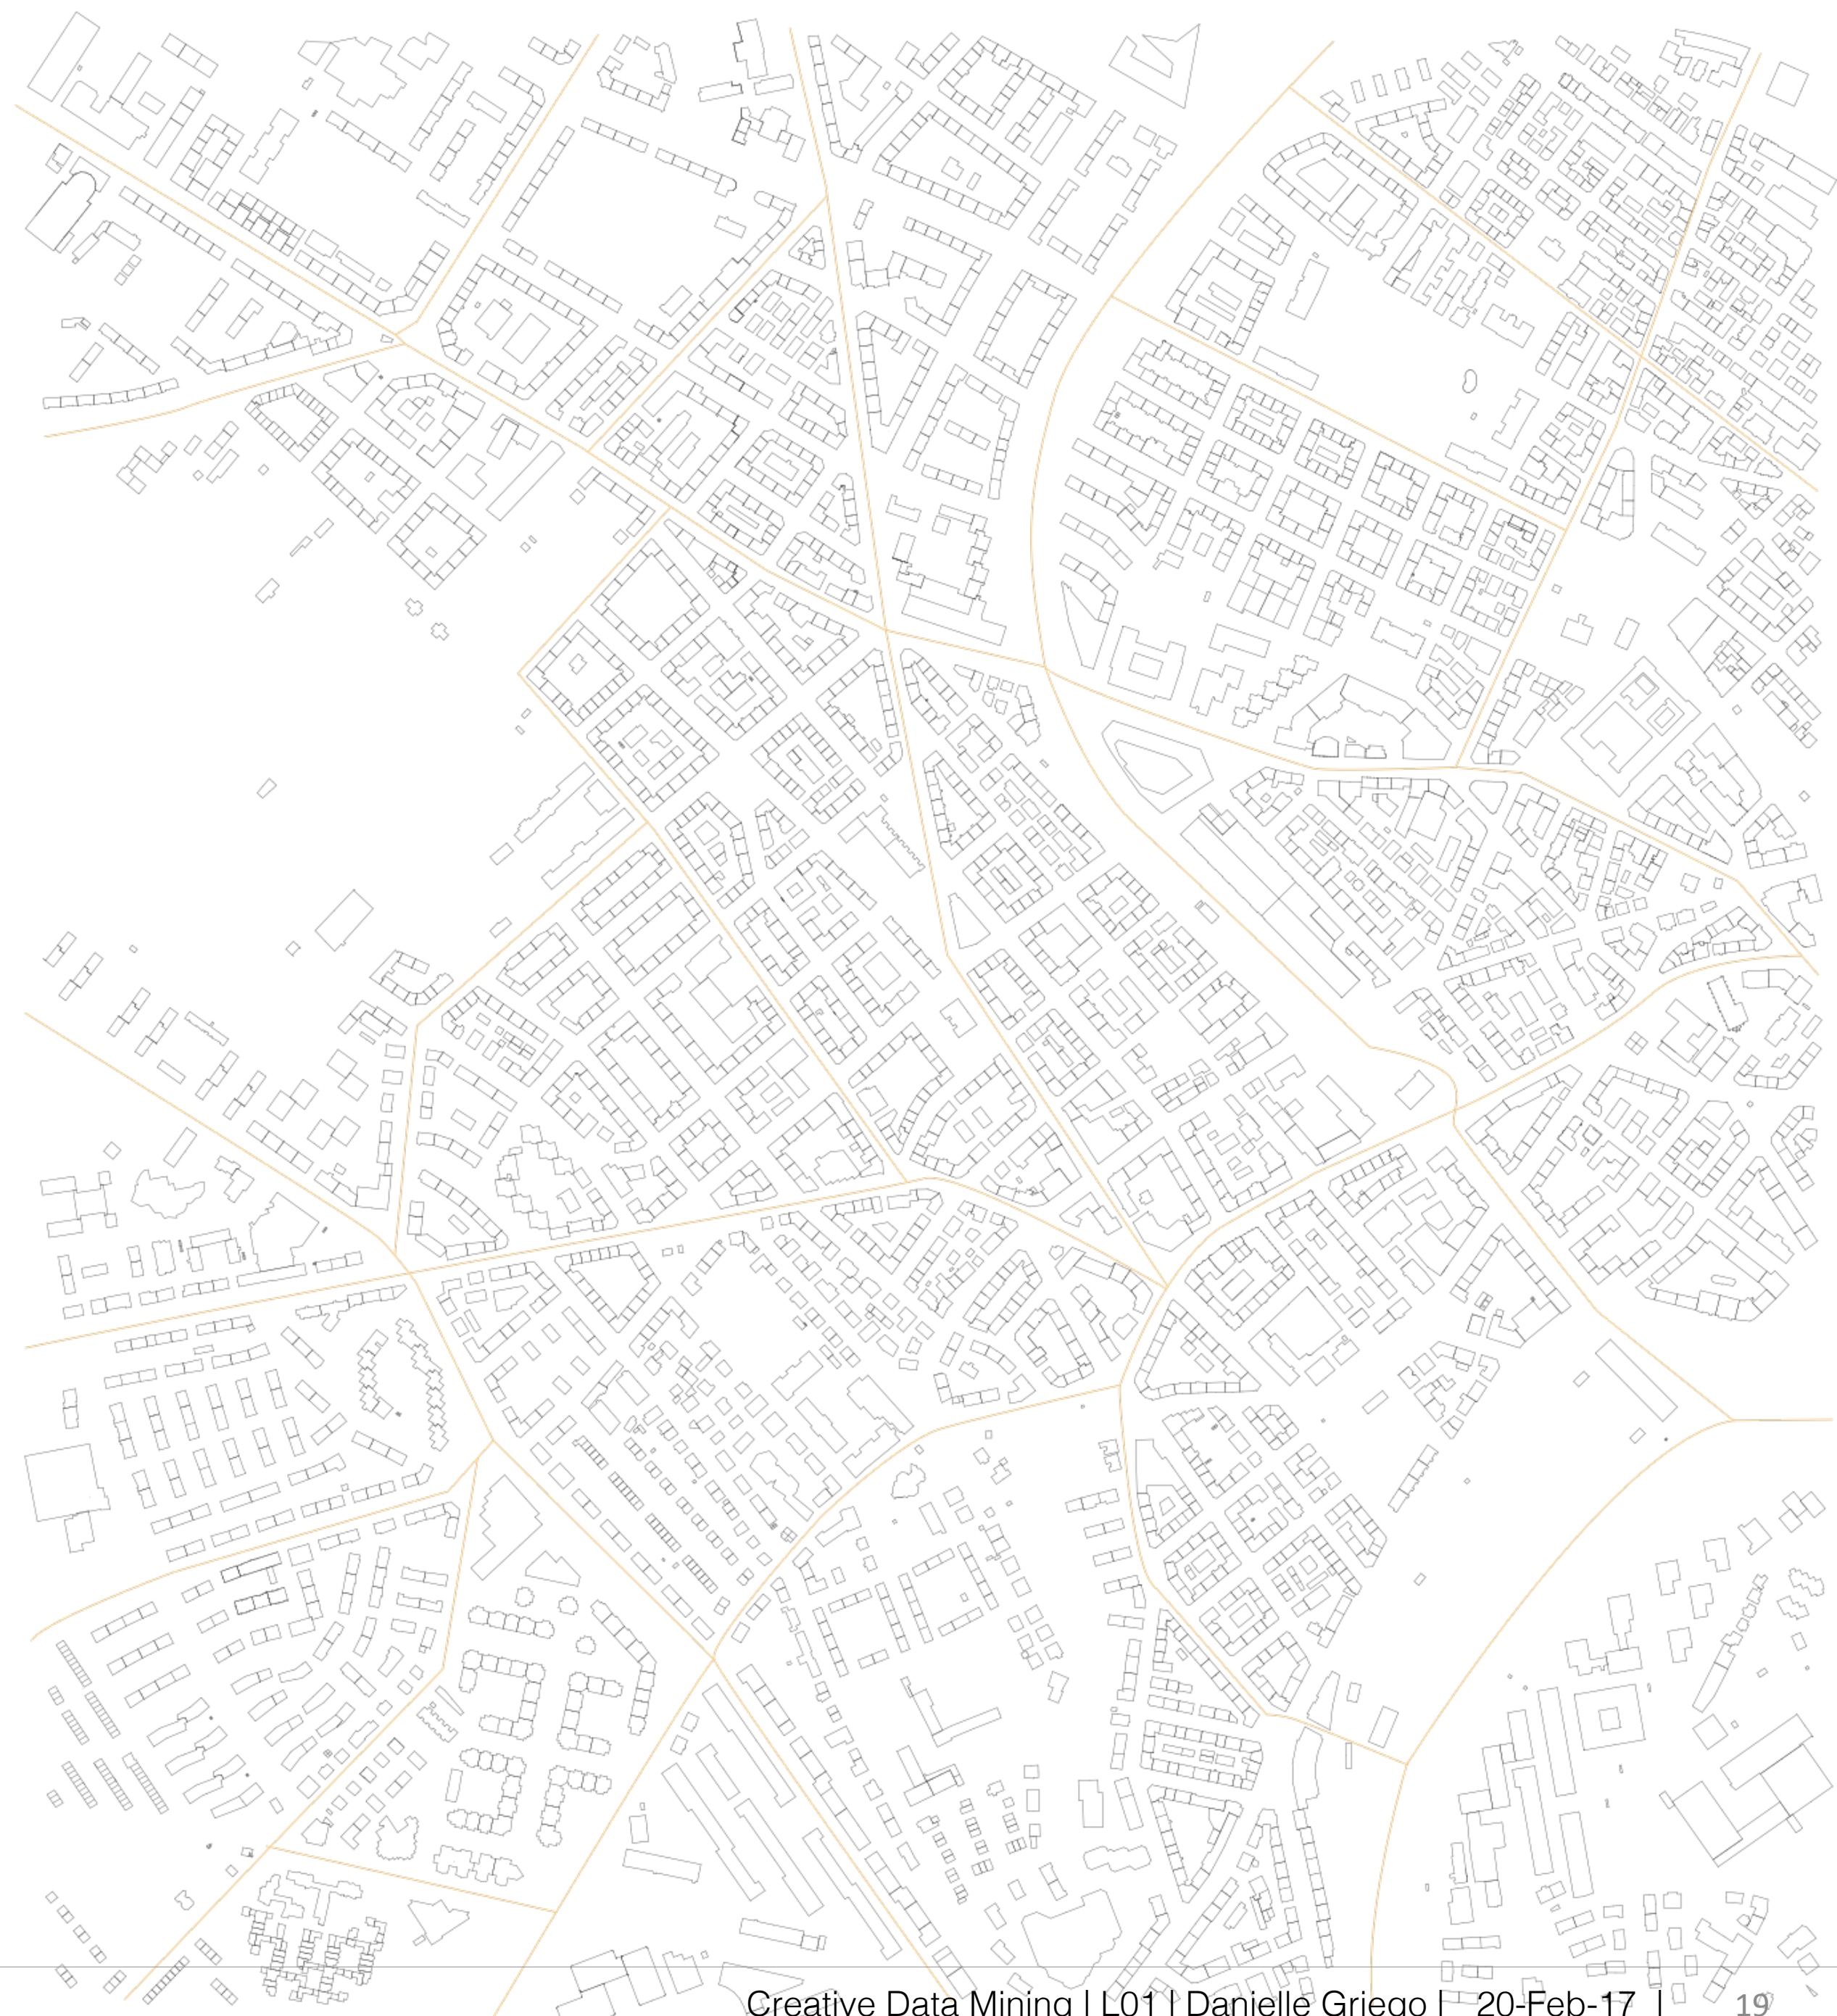 Creative Data Mining | L01 | Danielle Griego | 20-Feb-17 | 19